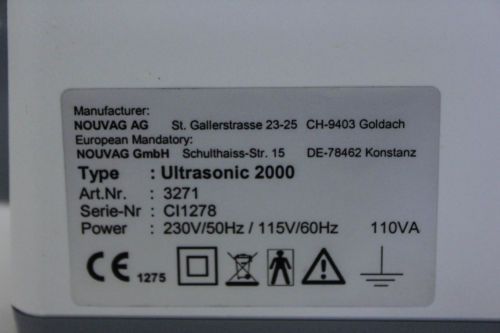 Manufacturer:
NOUVAG AG St. Gallerstrasse 23-25 CH-9403 Goldach
European Mandatory:
NOUVAG GmbH Schulthaiss-Str. 15 DE-78462 Konstanz
Type : Ultrasonic 2000
Art.Nr. : 3271
Serie-Nr : CI1278
Power : 230V/50Hz / 115V/60Hz 110VA
CE 1275